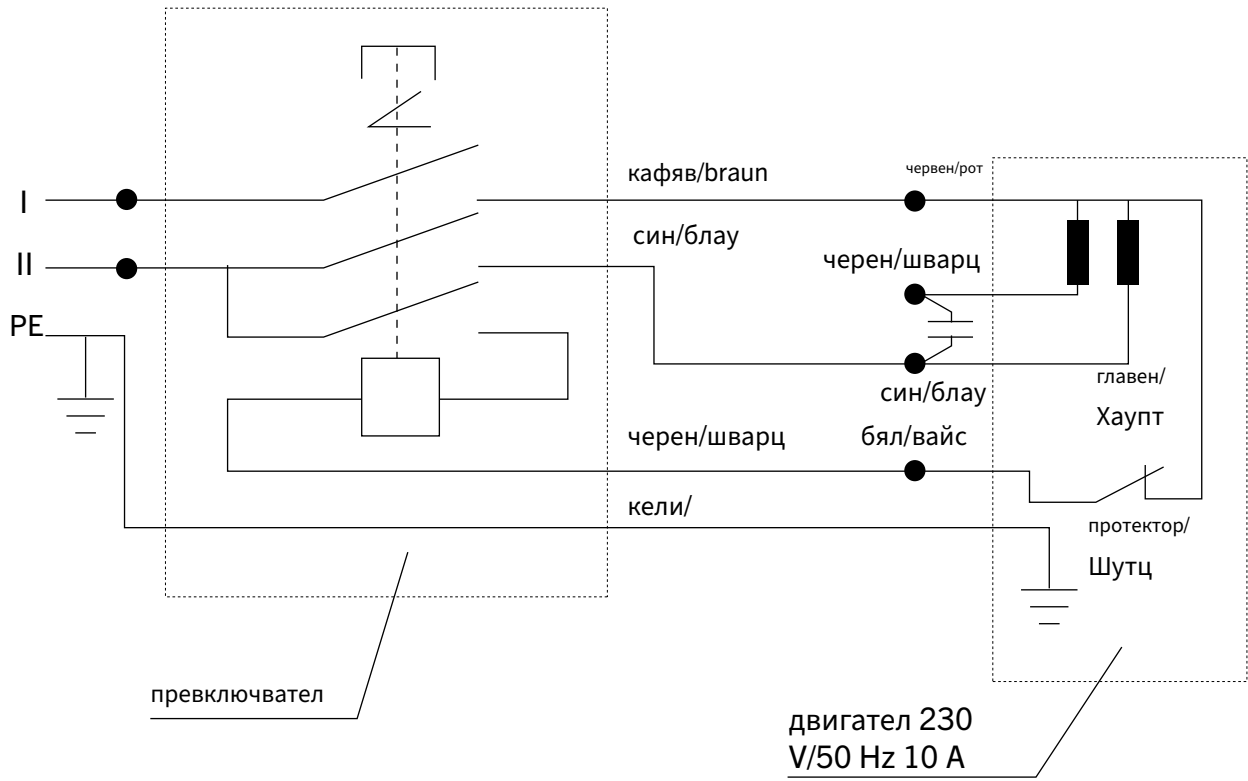 кафяв/braun
червен/рот
I
син/блау
II
черен/шварц
PE
главен/
син/блау
Хаупт
черен/шварц
бял/вайс
кели/
протектор/
Шутц
превключвател
двигател 230
V/50 Hz 10 A